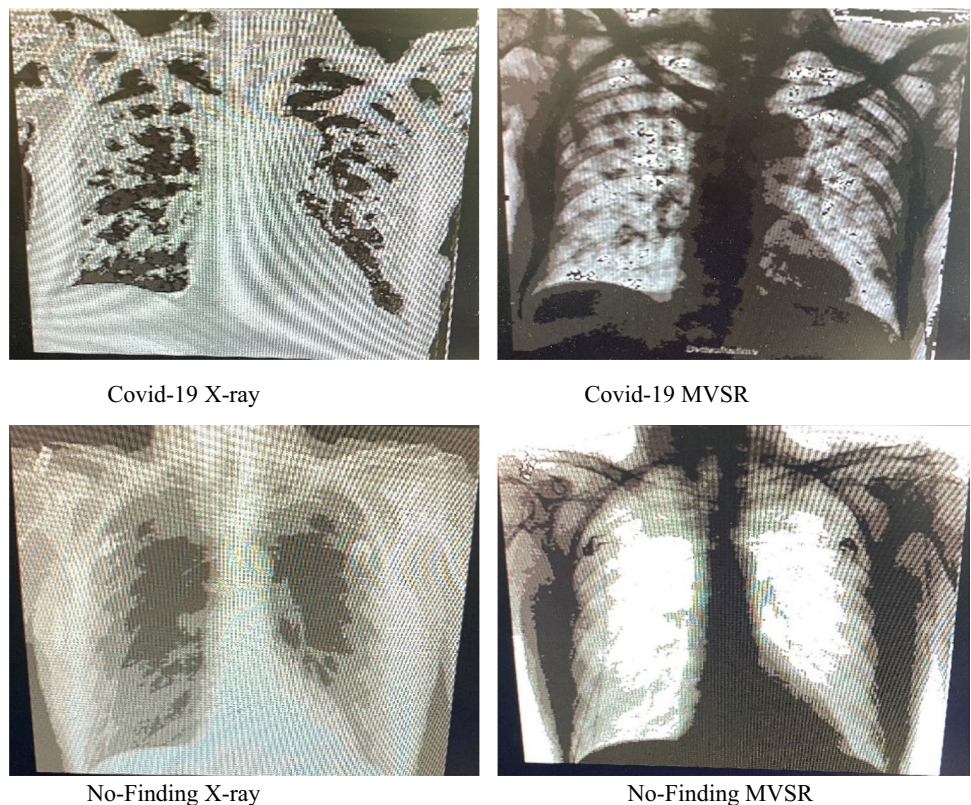 Covid-19 X-ray
Covid-19 MVSR
No-Finding X-ray
No-Finding MVSR